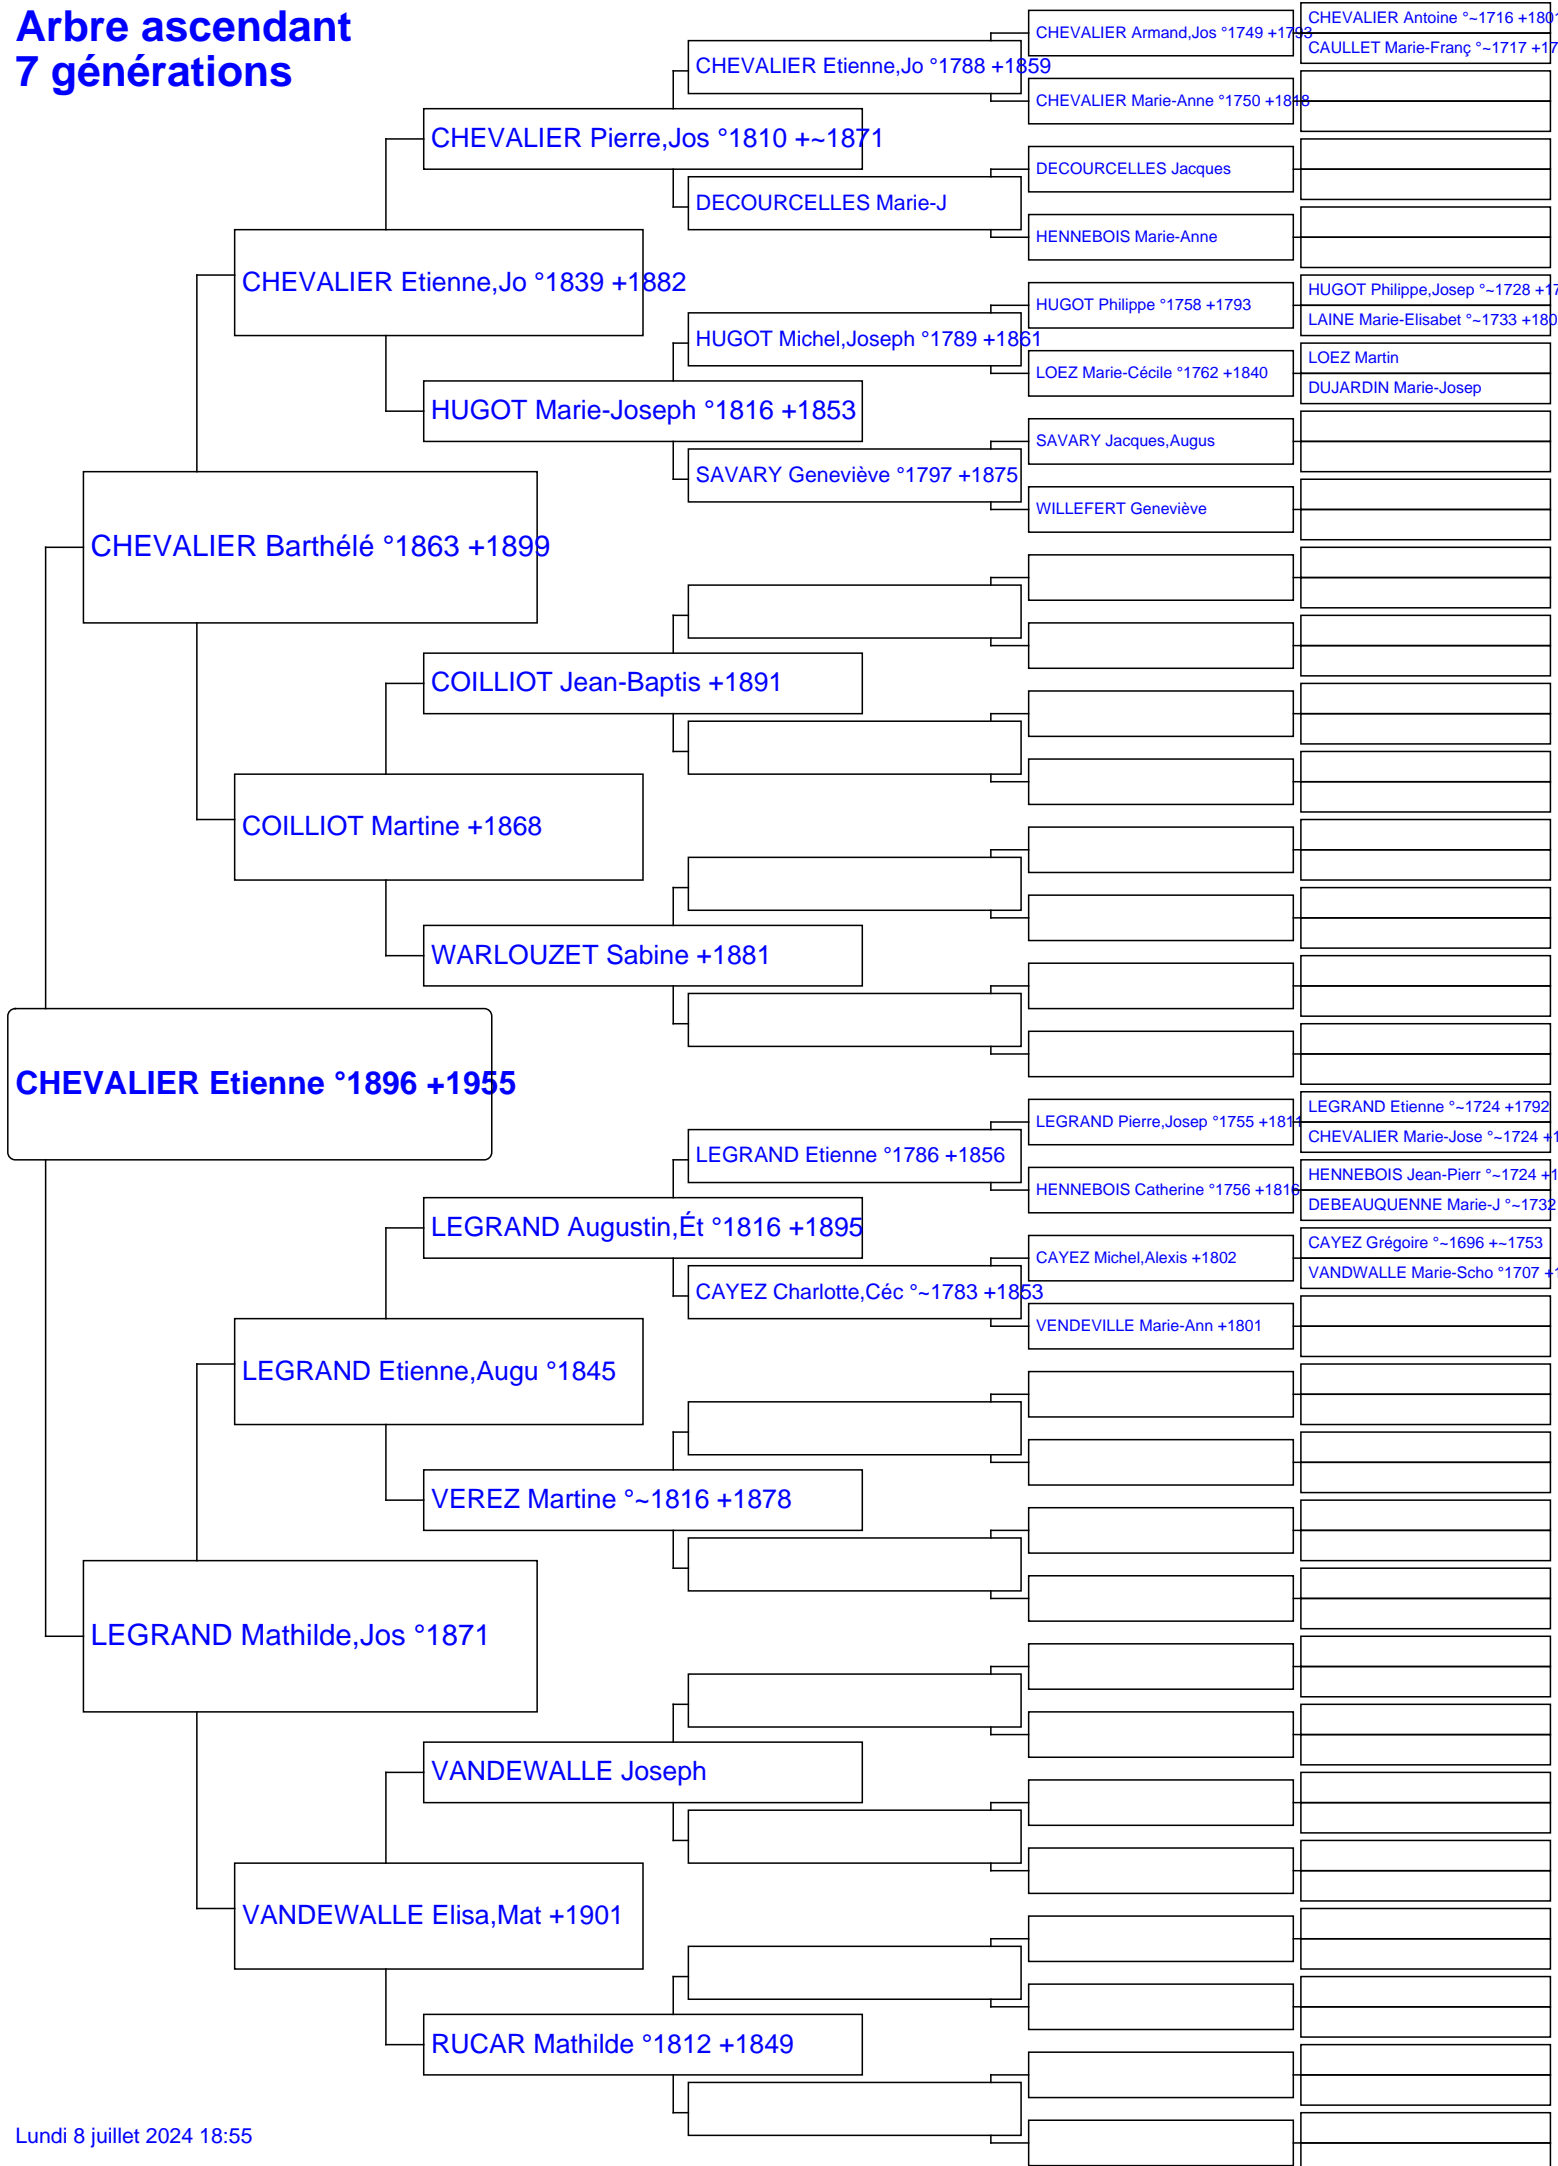 Arbre ascendant
7 générations
CHEVALIER Etienne °1896 +1955
CHEVALIER Barthélé °1863 +1899
LEGRAND Mathilde,Jos °1871
CHEVALIER Etienne,Jo °1839 +1882
COILLIOT Martine +1868
LEGRAND Etienne,Augu °1845
VANDEWALLE Elisa,Mat +1901
CHEVALIER Pierre,Jos °1810 +~1871
HUGOT Marie-Joseph °1816 +1853
COILLIOT Jean-Baptis +1891
WARLOUZET Sabine +1881
LEGRAND Augustin,Ét °1816 +1895
VEREZ Martine °~1816 +1878
VANDEWALLE Joseph
RUCAR Mathilde °1812 +1849
CHEVALIER Etienne,Jo °1788 +1859
DECOURCELLES Marie-J
HUGOT Michel,Joseph °1789 +1861
SAVARY Geneviève °1797 +1875
LEGRAND Etienne °1786 +1856
CAYEZ Charlotte,Céc °~1783 +1853
CHEVALIER Armand,Jos °1749 +1793
CHEVALIER Marie-Anne °1750 +1818
DECOURCELLES Jacques
HENNEBOIS Marie-Anne
HUGOT Philippe °1758 +1793
LOEZ Marie-Cécile °1762 +1840
SAVARY Jacques,Augus
WILLEFERT Geneviève
LEGRAND Pierre,Josep °1755 +1811
HENNEBOIS Catherine °1756 +1816
CAYEZ Michel,Alexis +1802
VENDEVILLE Marie-Ann +1801
CHEVALIER Antoine °~1716 +1801
CAULLET Marie-Franç °~1717 +17
HUGOT Philippe,Josep °~1728 +17
LAINE Marie-Elisabet °~1733 +180
LOEZ Martin
DUJARDIN Marie-Josep
LEGRAND Etienne °~1724 +1792
CHEVALIER Marie-Jose °~1724 +1
HENNEBOIS Jean-Pierr °~1724 +1
DEBEAUQUENNE Marie-J °~1732
CAYEZ Grégoire °~1696 +~1753
VANDWALLE Marie-Scho °1707 +1
Lundi 8 juillet 2024 18:55